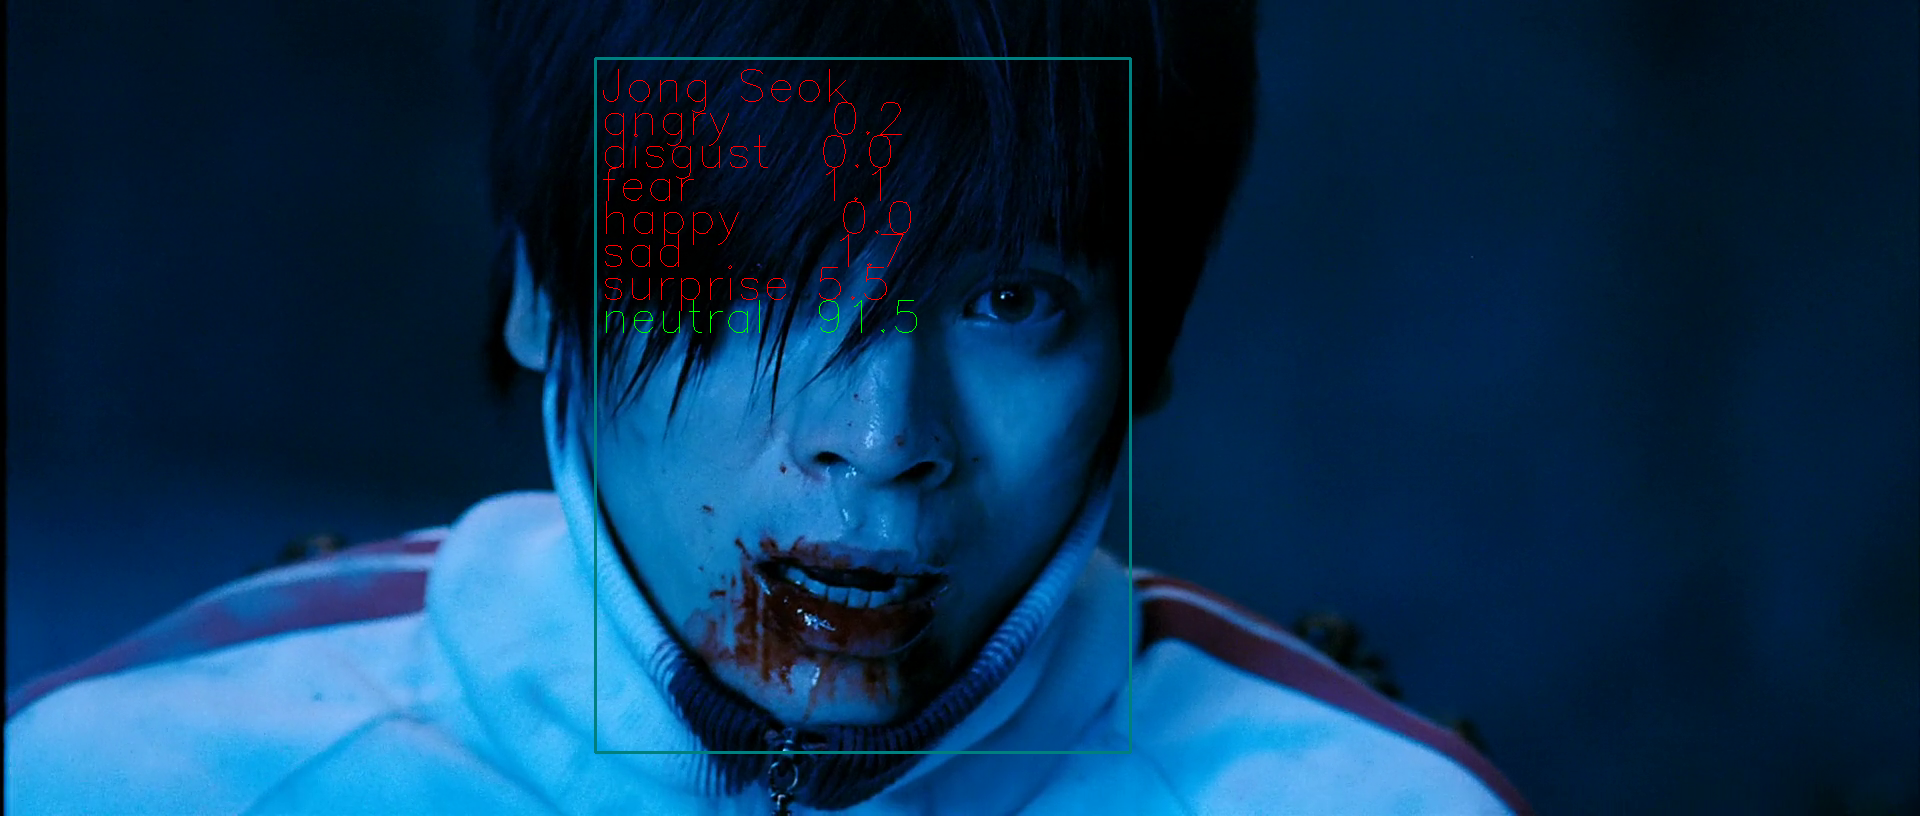 Jong Seok
angry 0.2
disgust 0.0
fear 1.1
happy 0.0
sad 1.7
surprise 5.5
neutral 91.5